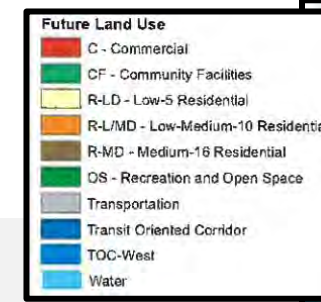 Future Land Use
C - Commercial
CF - Community Facilities
R-LD - Low-5 Residential
R-L/MD - Low-Medium-10 Residentia
R-MD - Medium-16 Residential
OS - Recreation and Open Space
Transportation
Transit Oriented Corridor
TOC-West
Water